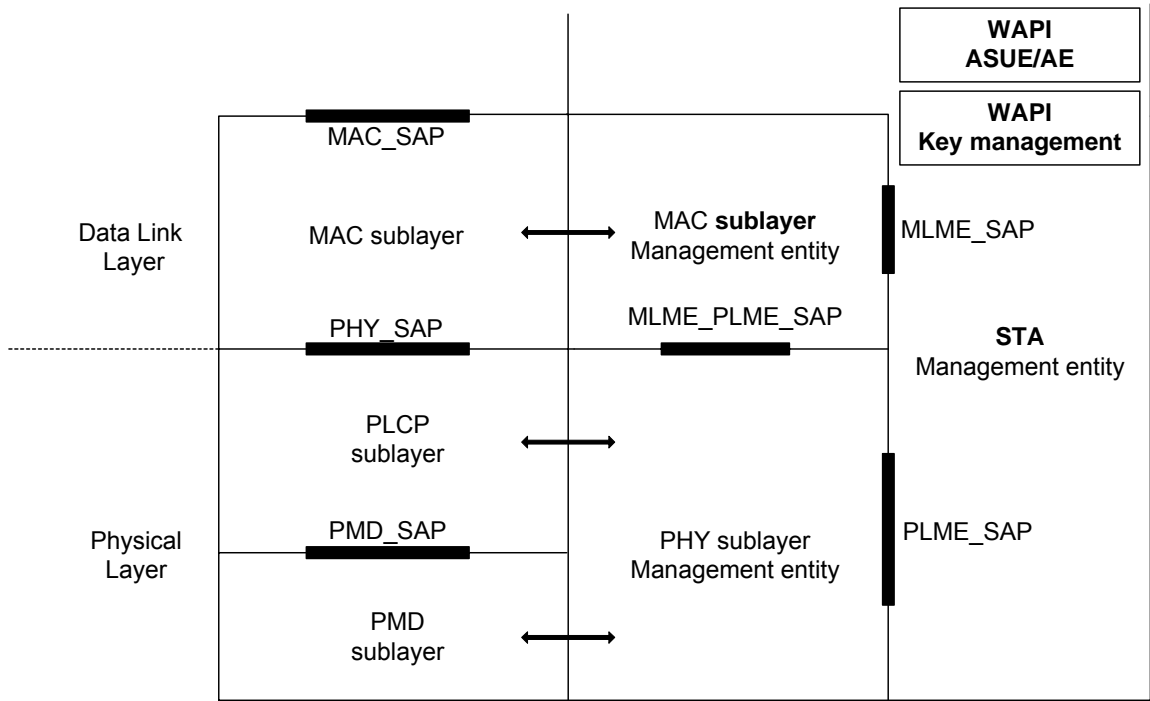 WAPI
ASUE/AE
WAPI
Key management
MAC_SAP
Data Link
Layer
MAC sublayer
MAC sublayer
Management entity
MLME_SAP
PHY_SAP
MLME_PLME_SAP
STA
Management entity
PLCP
sublayer
Physical
Layer
PMD_SAP
PHY sublayer
Management entity
PLME_SAP
PMD
sublayer